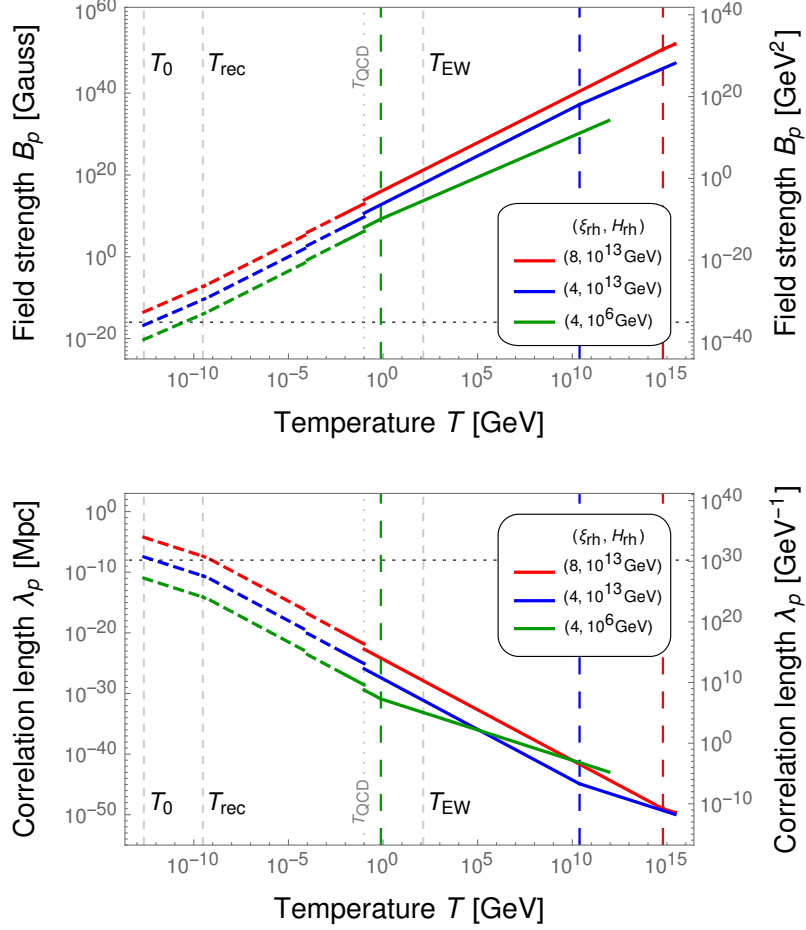 10^60
10^40
10^20
10^0
10^-20
Field strength B_p [Gauss]
T_0
T_rec
T_QCD
T_EW
10^40
10^20
10^0
10^-20
10^-40
Field strength B_p [GeV^2]
(ξ_rh, H_rh)
(8, 10^13 GeV)
(4, 10^13 GeV)
(4, 10^6 GeV)
10^-10 10^-5 10^0 10^5 10^10 10^15
Temperature T [GeV]
10^0
10^-10
10^-20
10^-30
10^-40
10^-50
Correlation length λ_p [Mpc]
(ξ_rh, H_rh)
(8, 10^13 GeV)
(4, 10^13 GeV)
(4, 10^6 GeV)
10^40
10^30
10^20
10^10
10^0
10^-10
Correlation length λ_p [GeV^-1]
T_0
T_rec
T_QCD
T_EW
10^-10 10^-5 10^0 10^5 10^10 10^15
Temperature T [GeV]